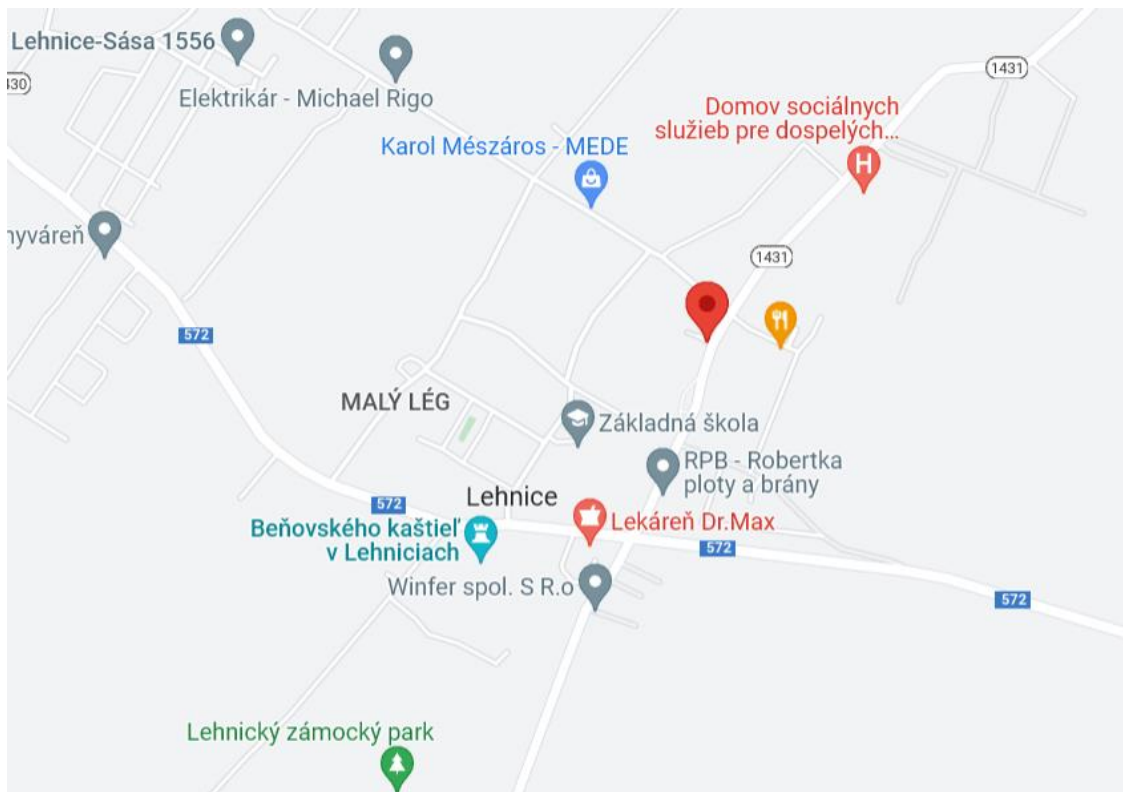 Lehnice-Sása 1556
Elektrikár - Michael Rigo
1431
Domov sociálnych
služieb pre dospelých...
Karol Mészáros - MEDE
1431
572
MALÝ LÉG
Základná škola
RPB - Robertka
ploty a brány
Lehnice
572
Beňovského kaštieľ
v Lehniciach
Lekáreň Dr.Max
572
Winfer spol. S R.o
572
Lehnický zámocký park